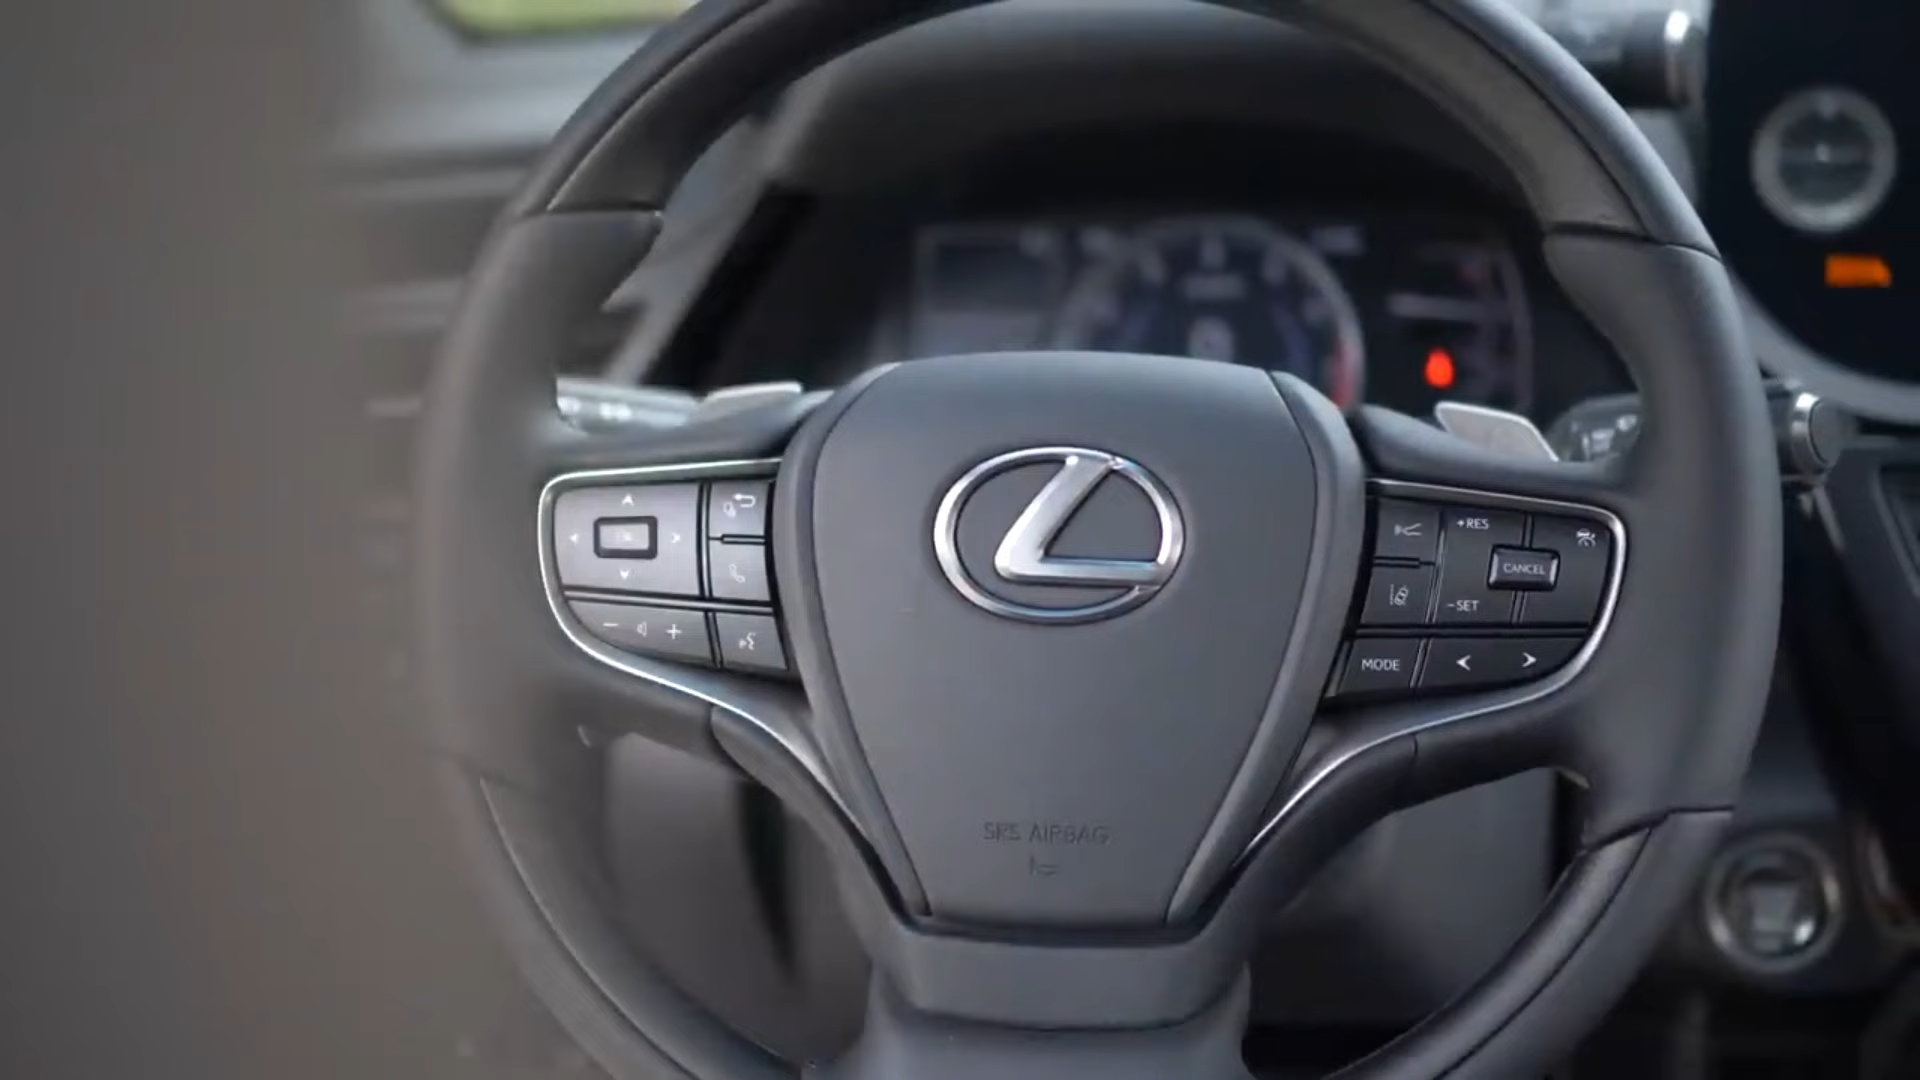 +RES
CANCEL
-SET
- +
MODE
< >
SRS AIRBAG